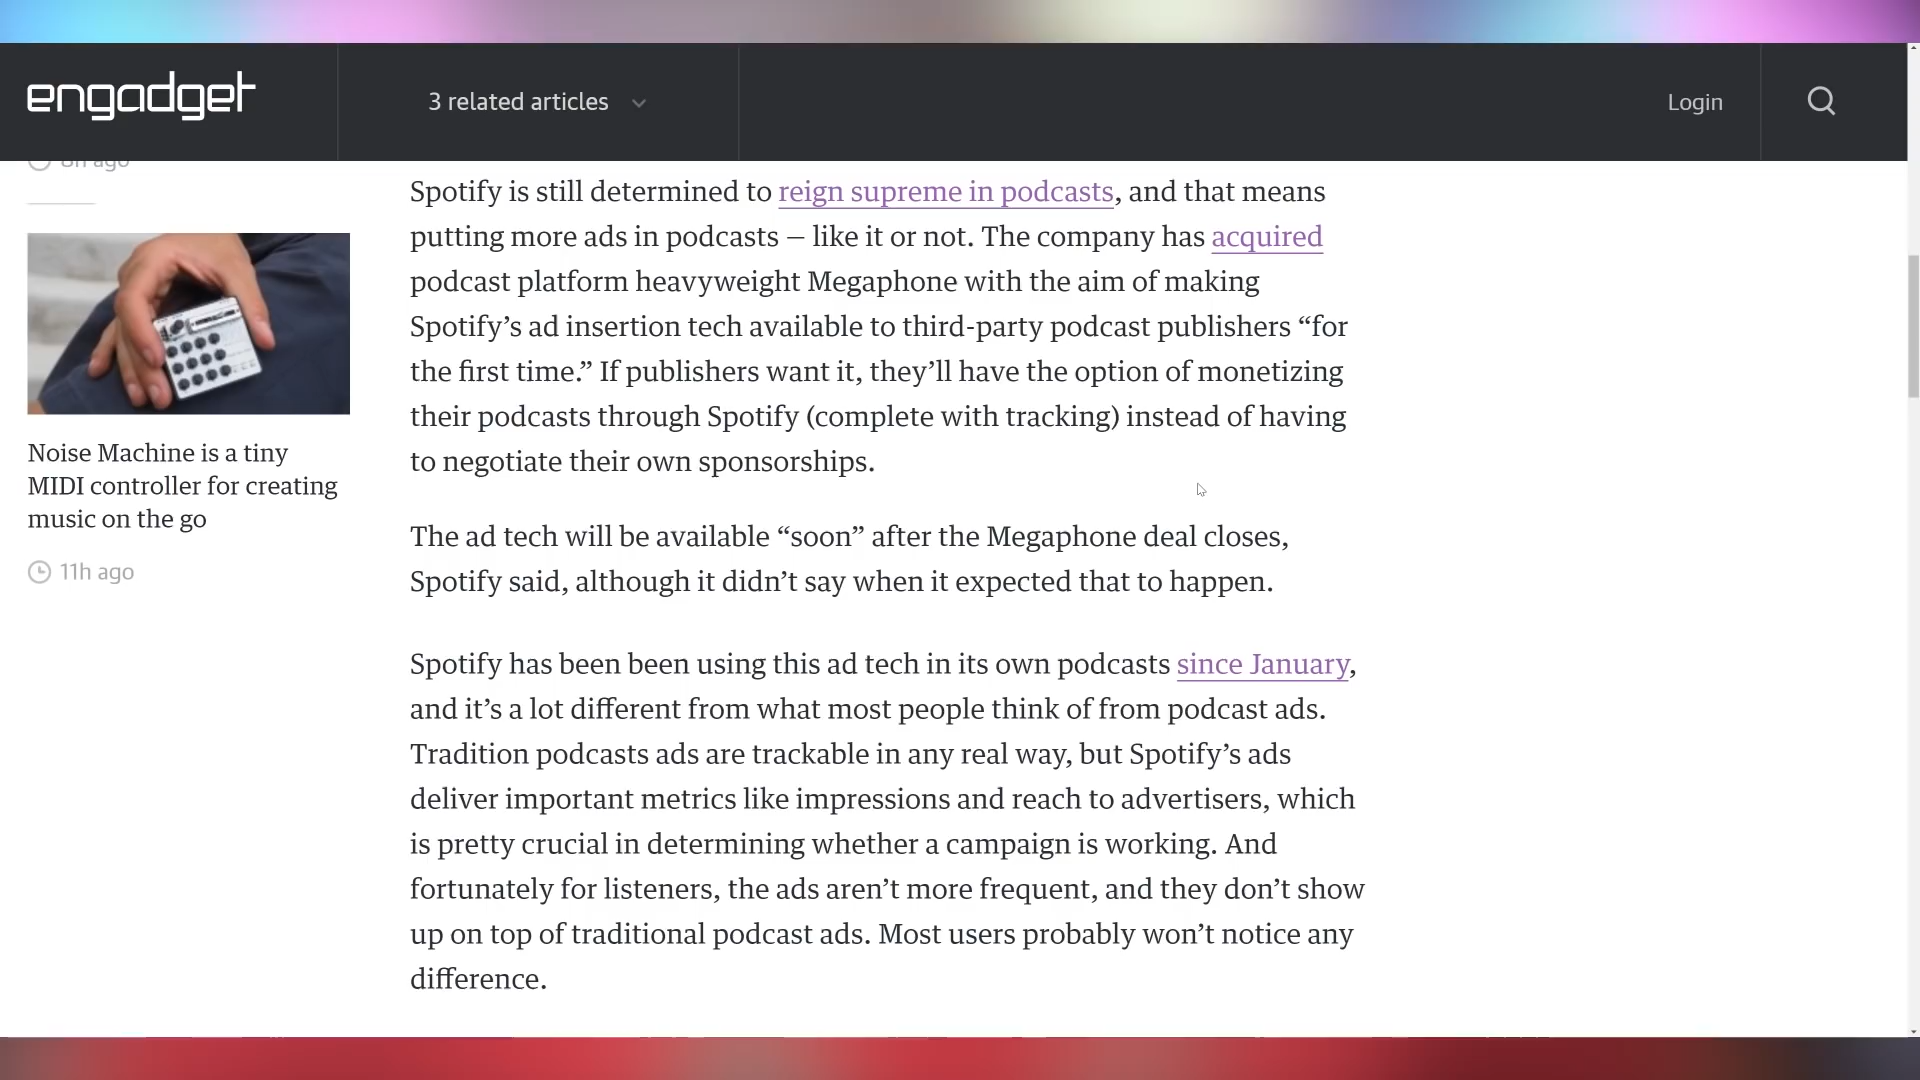 engadget
3 related articles
Login
8h ago
Noise Machine is a tiny
MIDI controller for creating
music on the go
11h ago
Spotify is still determined to reign supreme in podcasts, and that means
putting more ads in podcasts — like it or not. The company has acquired
podcast platform heavyweight Megaphone with the aim of making
Spotify’s ad insertion tech available to third-party podcast publishers “for
the first time.” If publishers want it, they’ll have the option of monetizing
their podcasts through Spotify (complete with tracking) instead of having
to negotiate their own sponsorships.
The ad tech will be available “soon” after the Megaphone deal closes,
Spotify said, although it didn’t say when it expected that to happen.
Spotify has been been using this ad tech in its own podcasts since January,
and it’s a lot different from what most people think of from podcast ads.
Tradition podcasts ads are trackable in any real way, but Spotify’s ads
deliver important metrics like impressions and reach to advertisers, which
is pretty crucial in determining whether a campaign is working. And
fortunately for listeners, the ads aren’t more frequent, and they don’t show
up on top of traditional podcast ads. Most users probably won’t notice any
difference.